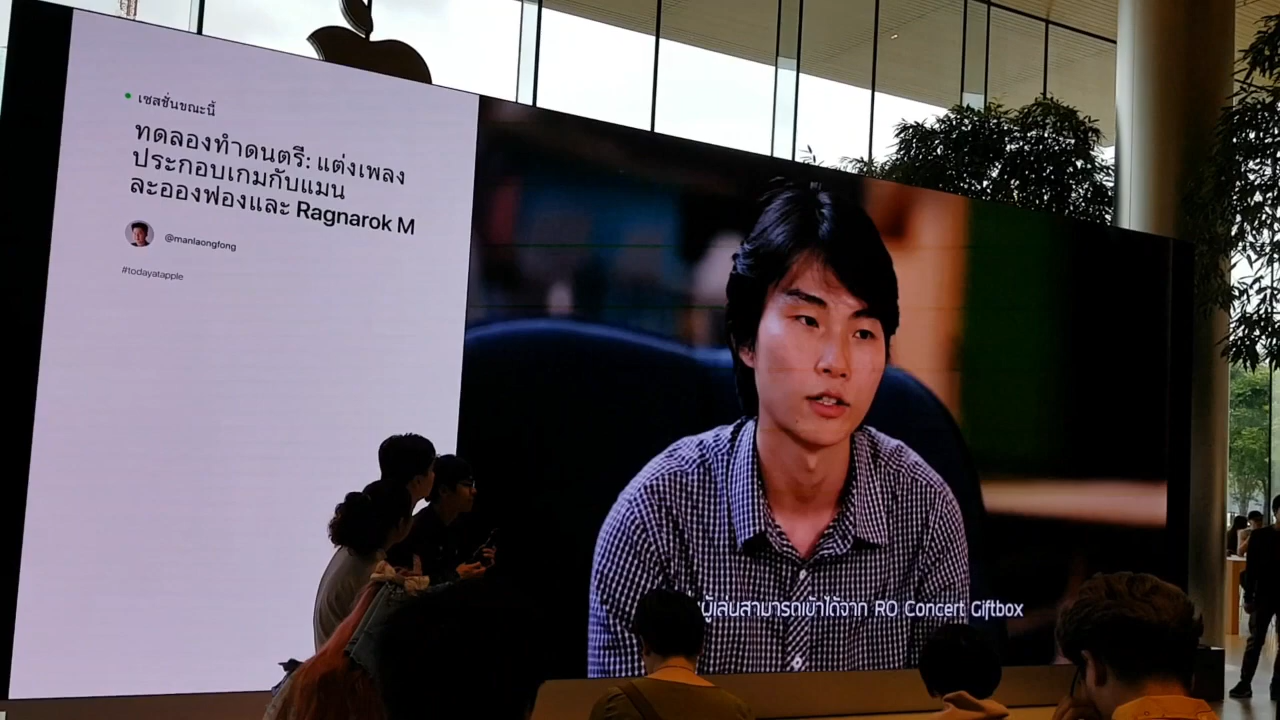 เซสชั่นขณะนี้
ทดลองทำดนตรี: แต่งเพลง
ประกอบเกมกับแมน
ละอองฟองและ Ragnarok M
@manlaongfong
#todayatapple
ผู้เล่นสามารถเข้าได้จาก RO Concert Giftbox